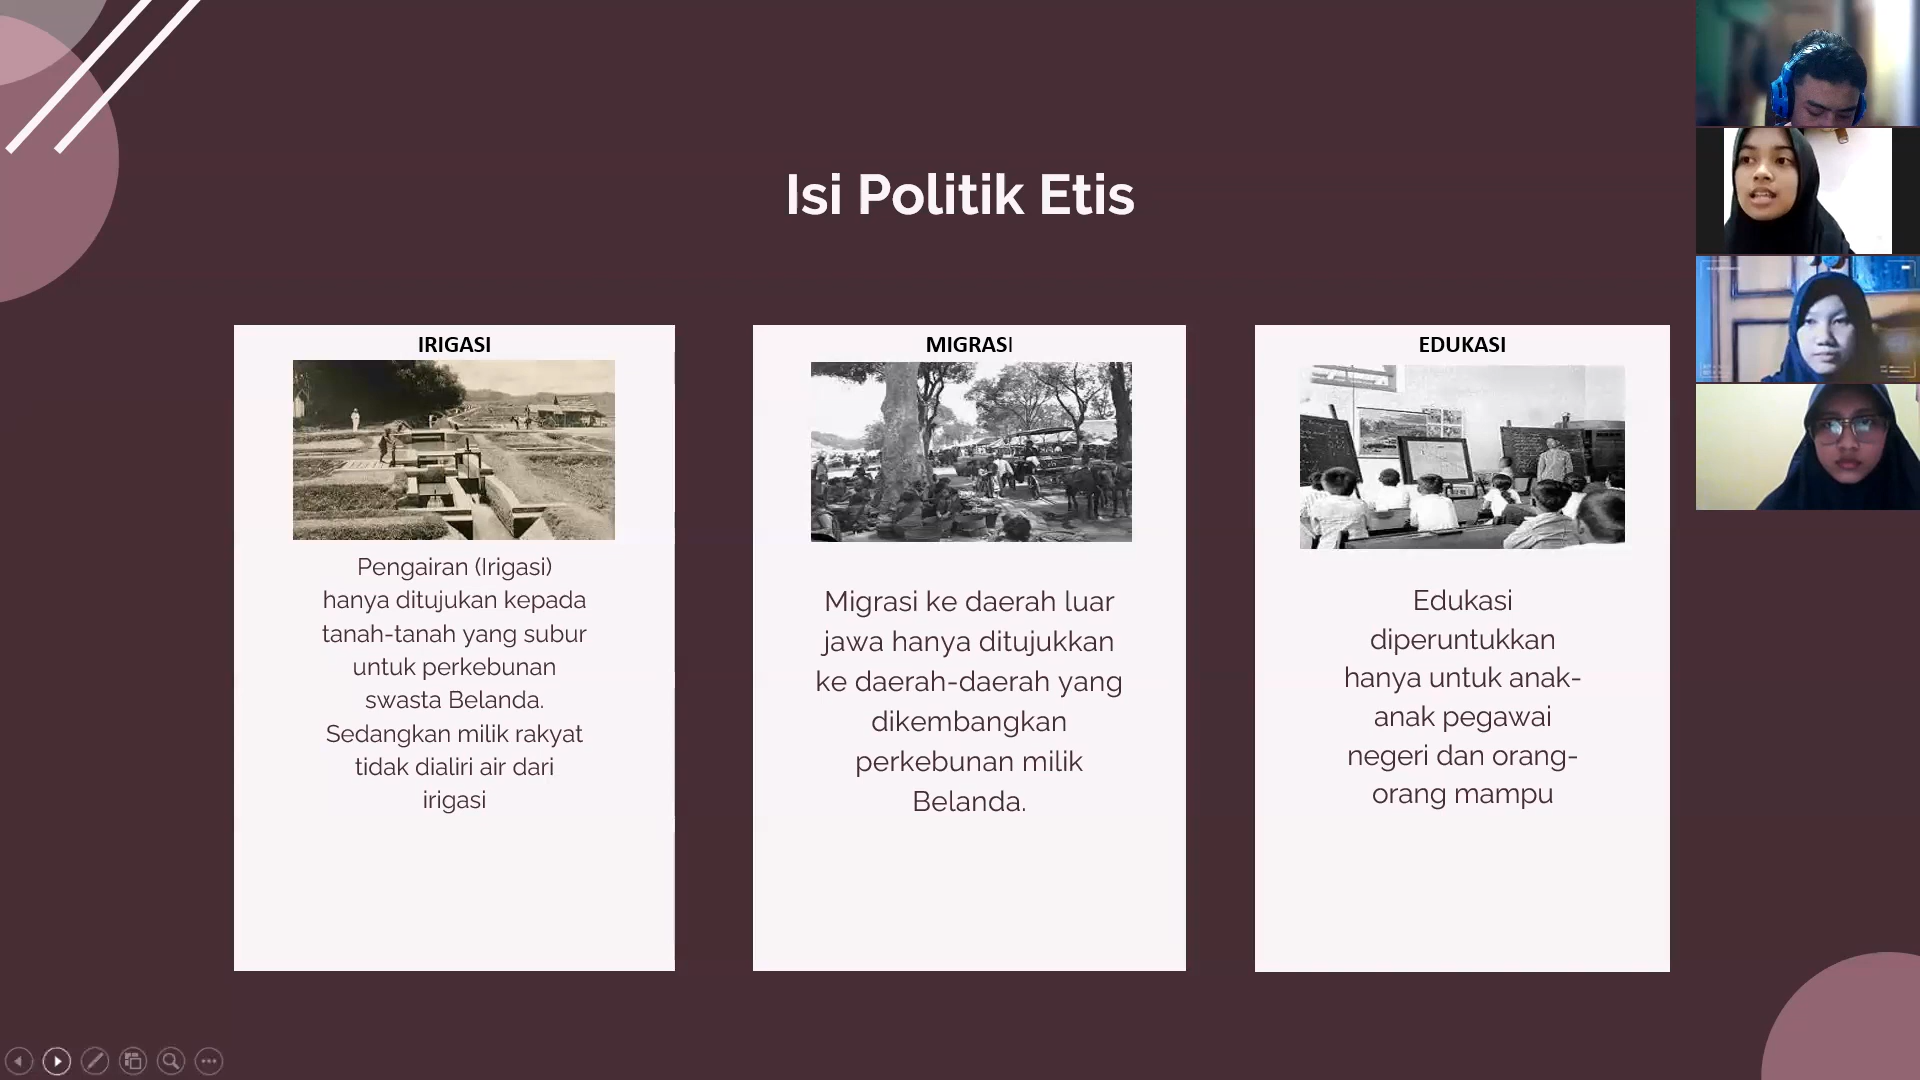 Isi Politik Etis
IRIGASI
Pengairan (Irigasi)
hanya ditujukan kepada
tanah-tanah yang subur
untuk perkebunan
swasta Belanda.
Sedangkan milik rakyat
tidak dialiri air dari
irigasi
MIGRASI
Migrasi ke daerah luar
jawa hanya ditujukkan
ke daerah-daerah yang
dikembangkan
perkebunan milik
Belanda.
EDUKASI
Edukasi
diperuntukkan
hanya untuk anak-
anak pegawai
negeri dan orang-
orang mampu